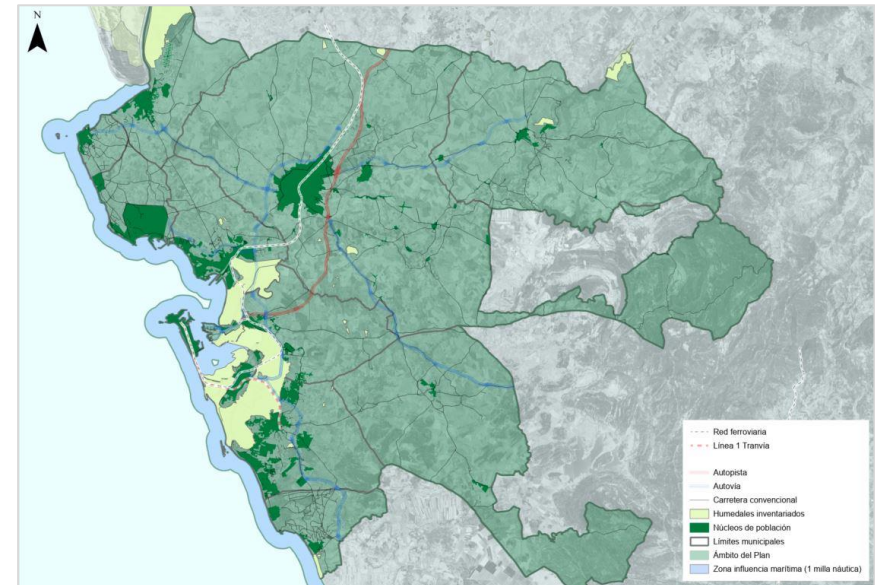 N
Red ferroviaria
Línea 1 Tranvía
Autopista
Autovía
Carretera convencional
Humedales inventariados
Núcleos de población
Límites municipales
Ámbito del Plan
Zona influencia marítima (1 milla náutica)